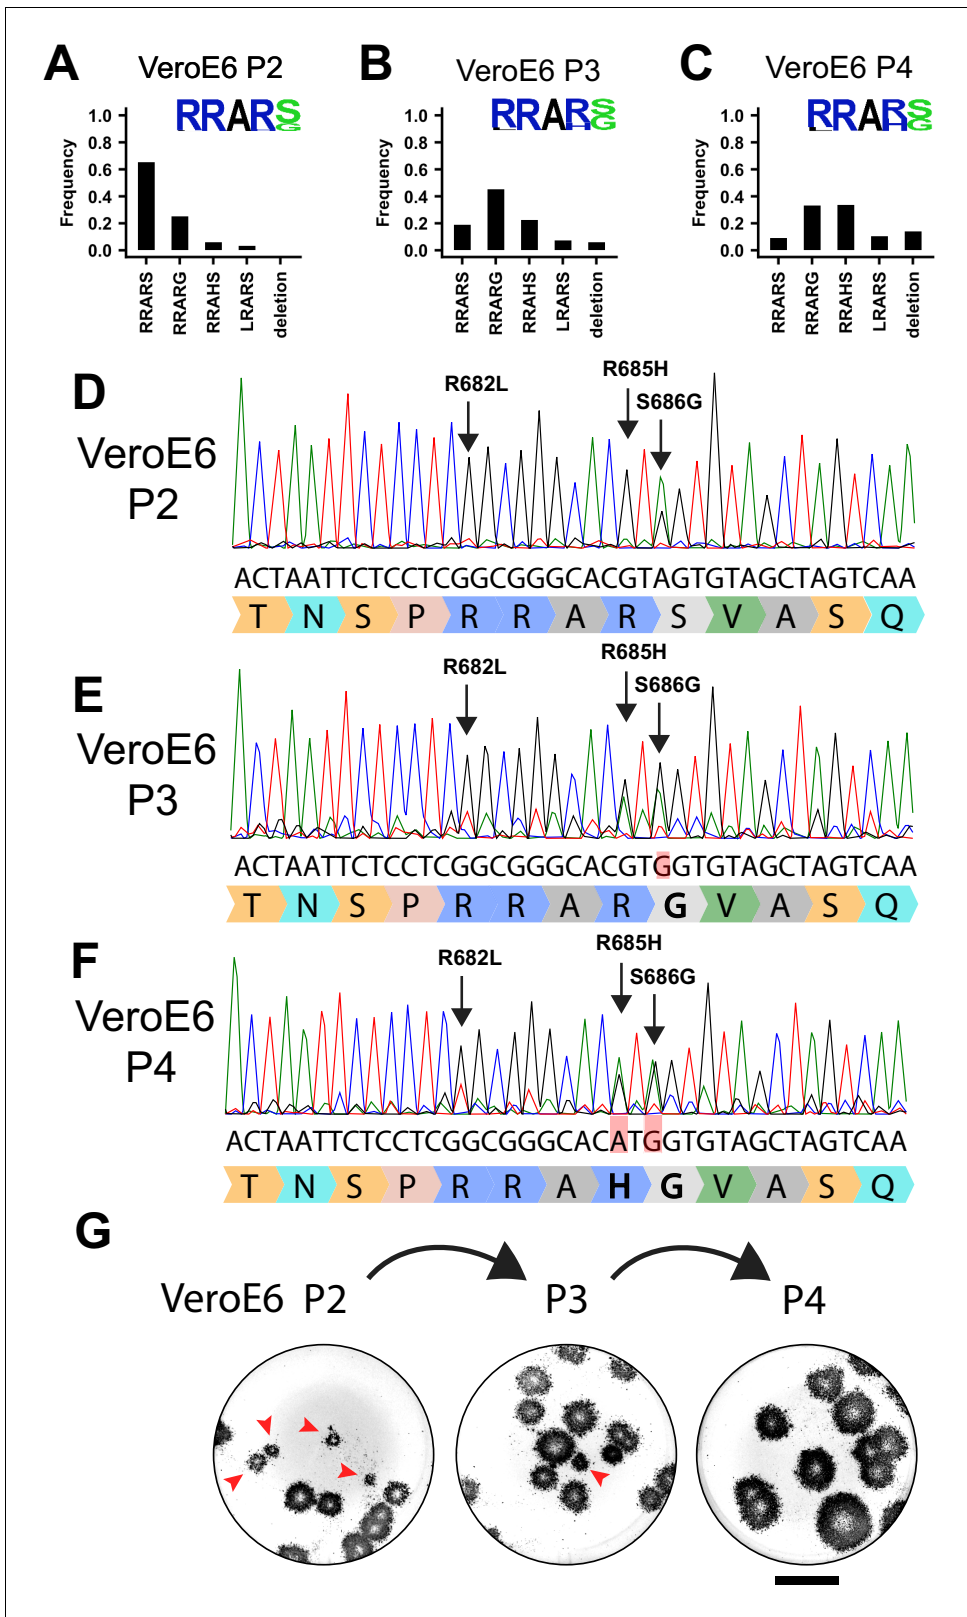 A
VeroE6 P2
RRARS
G
Frequency
1.0
0.8
0.6
0.4
0.2
0.0
RRARS
RRARG
RRAHS
LRARS
deletion
B
VeroE6 P3
RRARS
L H G
Frequency
1.0
0.8
0.6
0.4
0.2
0.0
RRARS
RRARG
RRAHS
LRARS
deletion
C
VeroE6 P4
RRARS
L H G
Frequency
1.0
0.8
0.6
0.4
0.2
0.0
RRARS
RRARG
RRAHS
LRARS
deletion
D
VeroE6
P2
R682L
R685H
S686G
ACTAATTCTCCTCGGCGGGCACGTAGTGTAGCTAGTCAA
T N S P R R A R S V A S Q
E
VeroE6
P3
R682L
R685H
S686G
ACTAATTCTCCTCGGCGGGCACGTGGTGTAGCTAGTCAA
T N S P R R A R G V A S Q
F
VeroE6
P4
R682L
R685H
S686G
ACTAATTCTCCTCGGCGGGCACATGGTGTAGCTAGTCAA
T N S P R R A H G V A S Q
G
VeroE6 P2
P3
P4